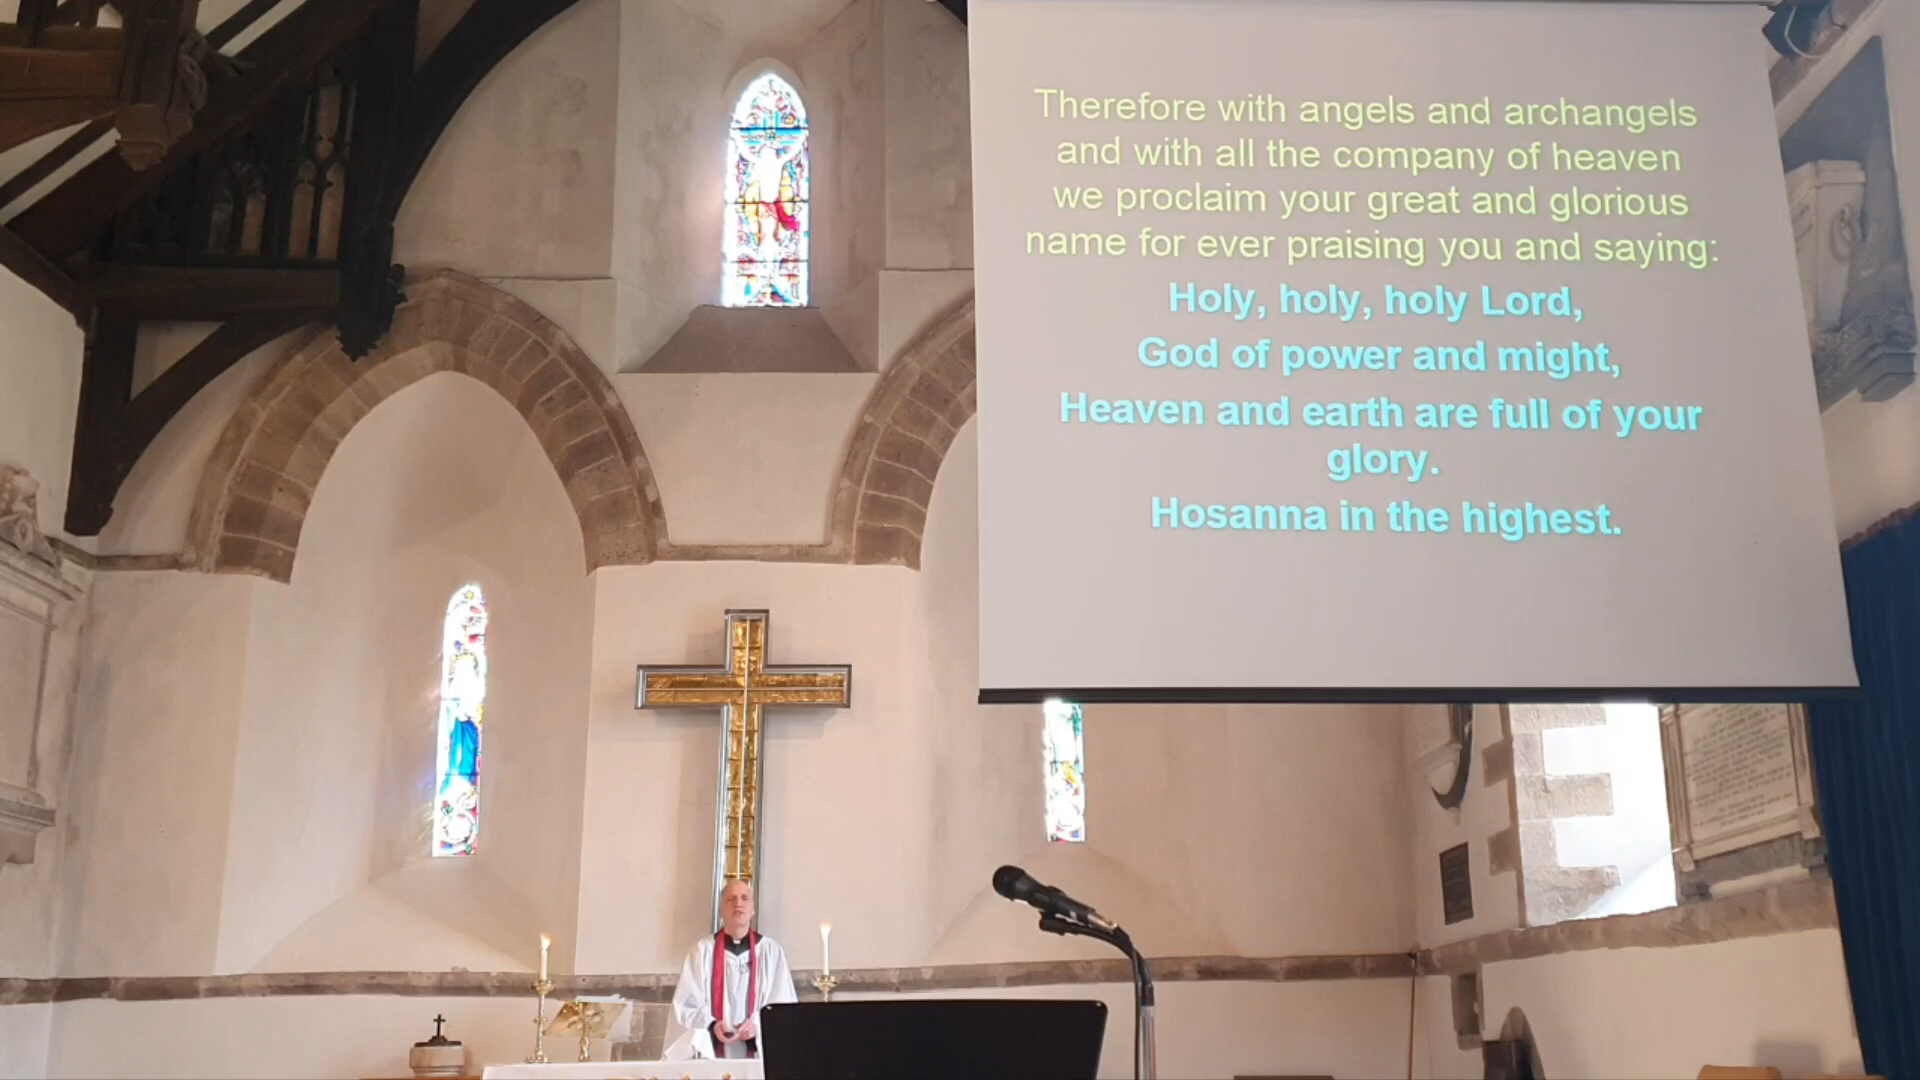 Therefore with angels and archangels
and with all the company of heaven
we proclaim your great and glorious
name for ever praising you and saying:
Holy, holy, holy Lord,
God of power and might,
Heaven and earth are full of your
glory.
Hosanna in the highest.